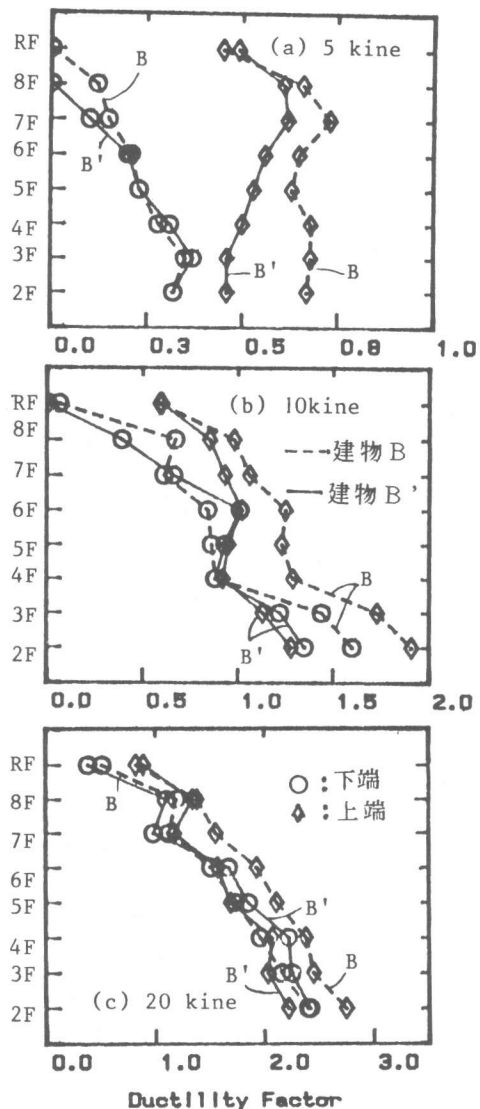 (a) 5 kine
RF
B
8F
7F
B'
6F
5F
4F
3F
B'
B
2F
0.0 0.3 0.5 0.8 1.0
RF
(b) 10kine
8F
建物B
7F
建物B'
6F
5F
4F
B
3F
B'
2F
0.0 0.5 1.0 1.5 2.0
RF
B
○:下端
8F
◇:上端
7F
6F
5F
B'
4F
B
3F
B'
2F
(c) 20 kine
0.0 1.0 2.0 3.0
Ductility Factor